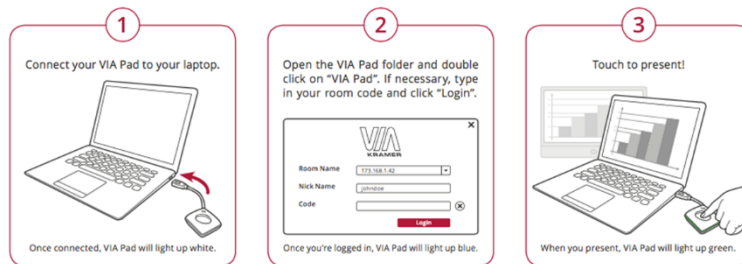 1
Connect your VIA Pad to your laptop.
Once connected, VIA Pad will light up white.
2
Open the VIA Pad folder and double
click on "VIA Pad". If necessary, type
in your room code and click "Login".
VIA
KRAMER
Room Name 173.168.1.42
Nick Name johndoe
Code
Login
Once you're logged in, VIA Pad will light up blue.
3
Touch to present!
When you present, VIA Pad will light up green.